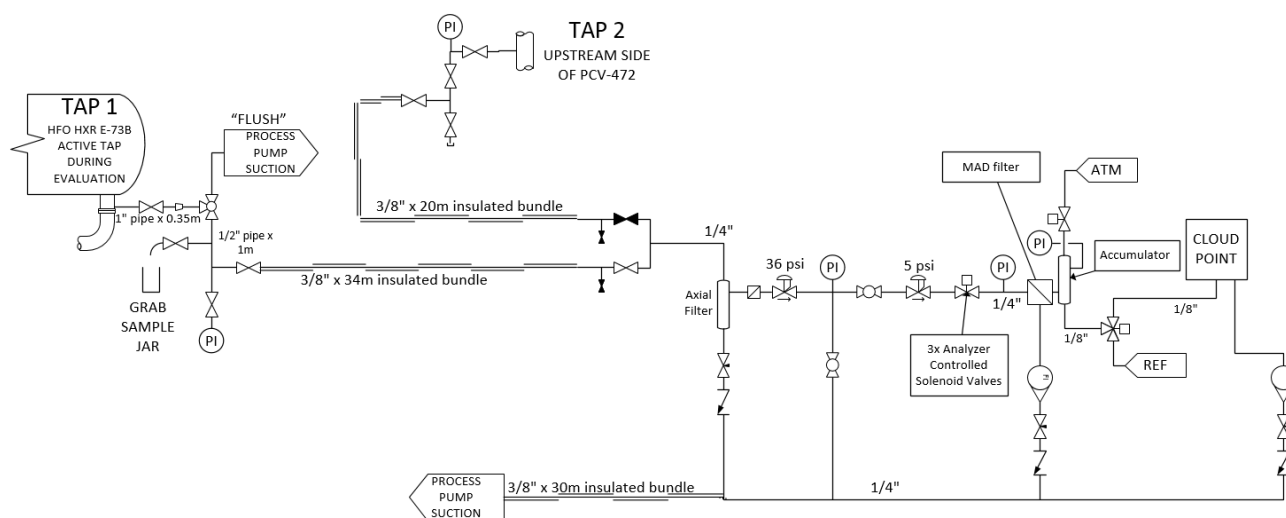 PI
TAP 2
UPSTREAM SIDE
OF PCV-472
TAP 1
HFO HXR E-73B
ACTIVE TAP
DURING
EVALUATION
“FLUSH”
PROCESS
PUMP
SUCTION
1" pipe x 0.35m
1/2" pipe x
1m
GRAB
SAMPLE
JAR
PI
3/8" x 20m insulated bundle
3/8" x 34m insulated bundle
1/4"
Axial
Filter
36 psi
PI
5 psi
PI
1/4"
3x Analyzer
Controlled
Solenoid Valves
MAD filter
PI
ATM
Accumulator
CLOUD
POINT
1/8"
1/8"
REF
FI
PROCESS
PUMP
SUCTION
3/8" x 30m insulated bundle
1/4"